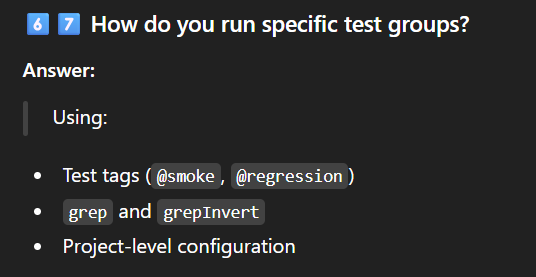 6️⃣ 7️⃣ How do you run specific test groups?
Answer:
Using:
• Test tags (@smoke, @regression)
• grep and grepInvert
• Project-level configuration